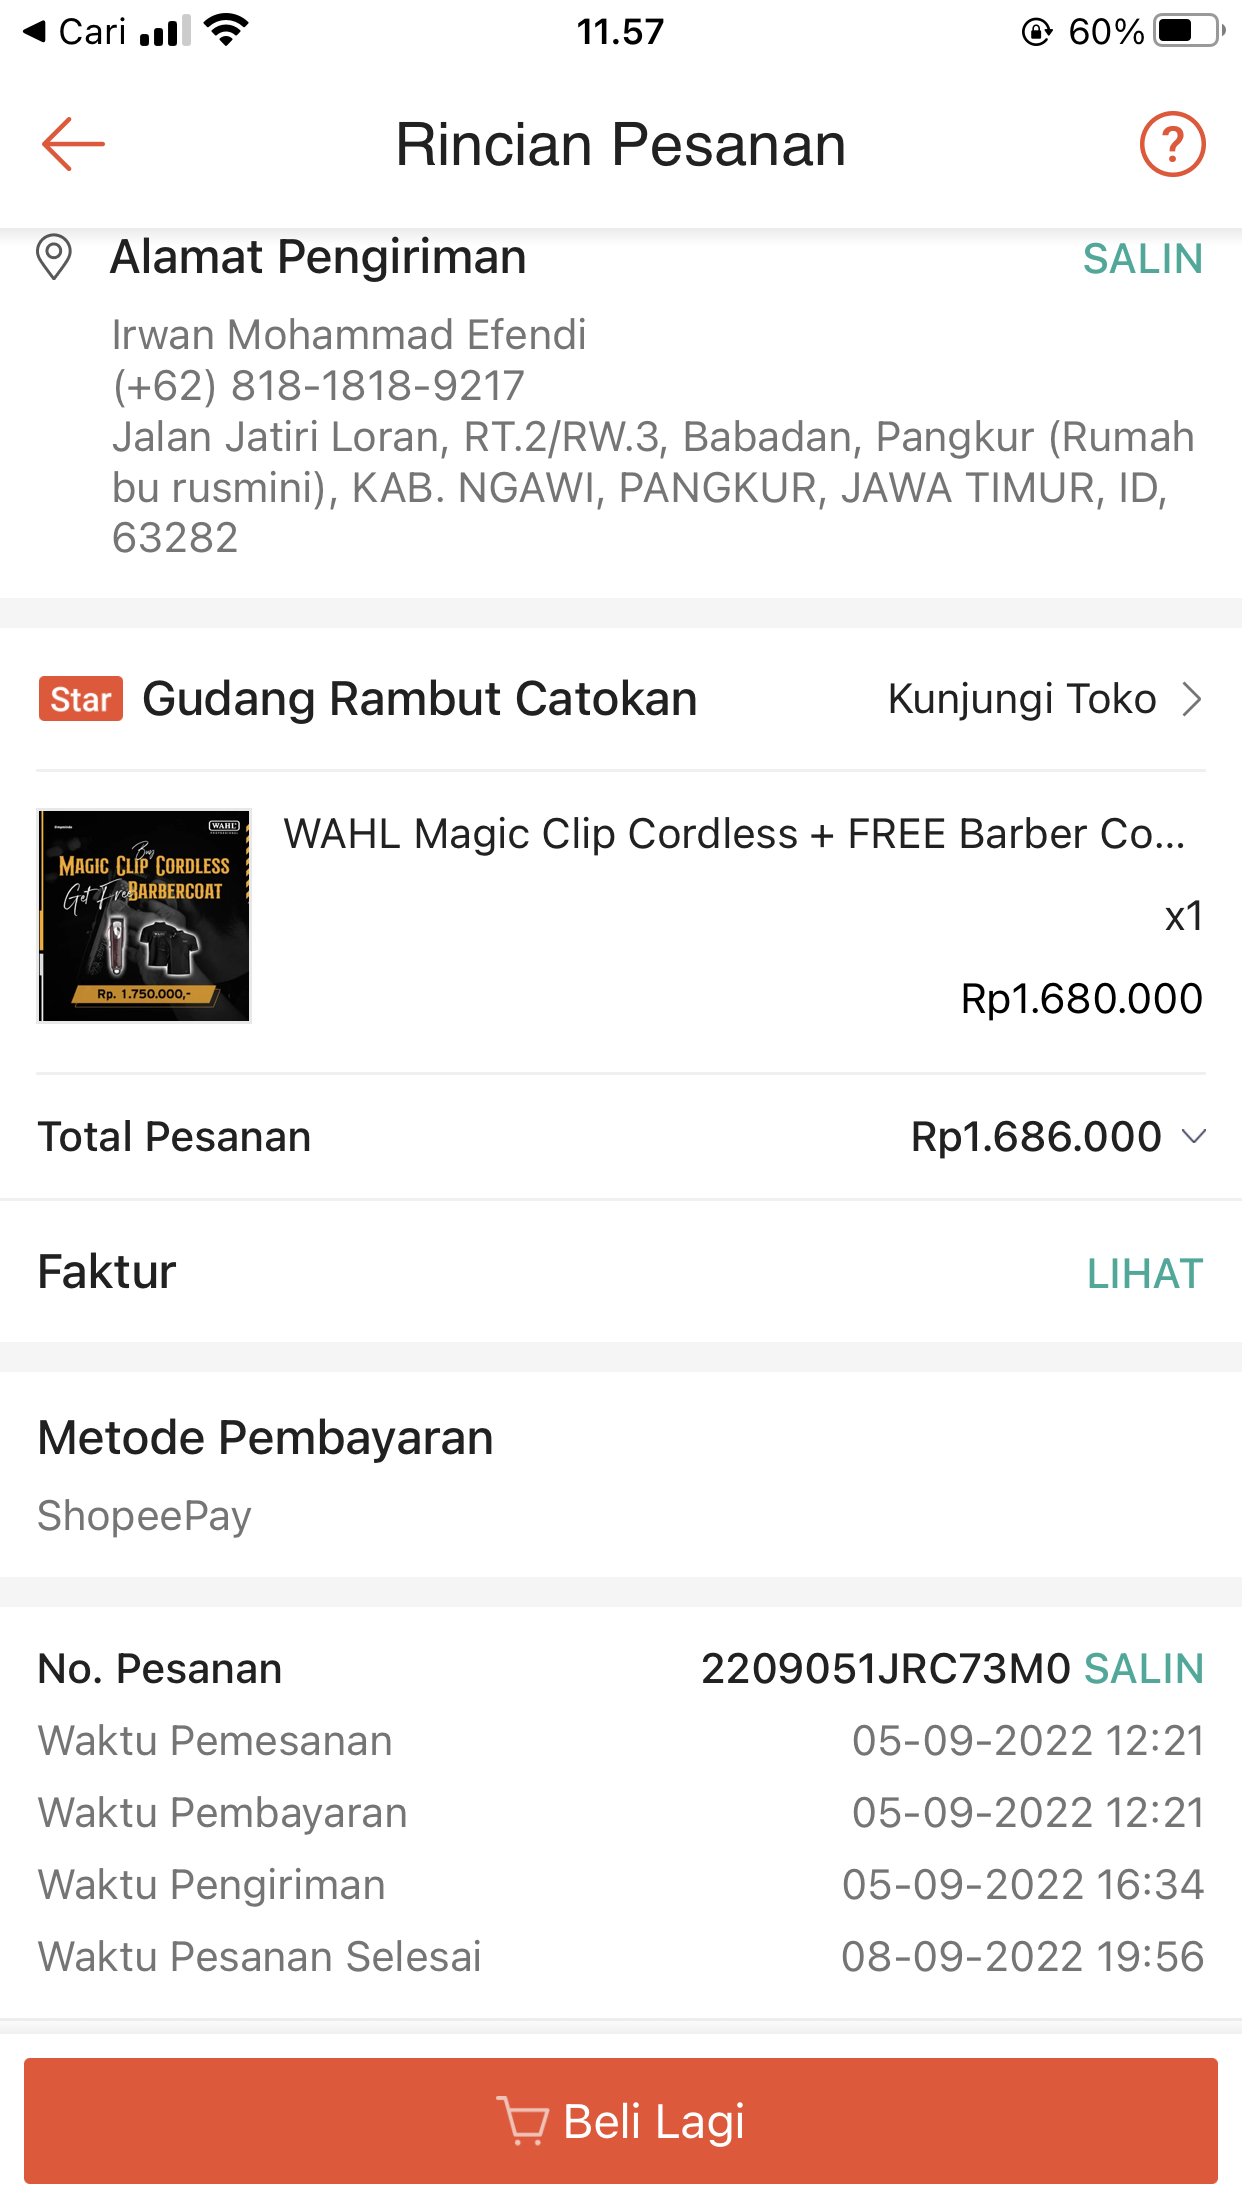 Cari
11.57
60%
Rincian Pesanan
?
Alamat Pengiriman
SALIN
Irwan Mohammad Efendi
(+62) 818-1818-9217
Jalan Jatiri Loran, RT.2/RW.3, Babadan, Pangkur (Rumah
bu rusmini), KAB. NGAWI, PANGKUR, JAWA TIMUR, ID,
63282
Star Gudang Rambut Catokan
Kunjungi Toko
WAHL
Buy
MAGIC CLIP CORDLESS
Get Free BARBERCOAT
Rp. 1.750.000,-
WAHL Magic Clip Cordless + FREE Barber Co...
x1
Rp1.680.000
Total Pesanan
Rp1.686.000
Faktur
LIHAT
Metode Pembayaran
ShopeePay
No. Pesanan
2209051JRC73M0 SALIN
Waktu Pemesanan
05-09-2022 12:21
Waktu Pembayaran
05-09-2022 12:21
Waktu Pengiriman
05-09-2022 16:34
Waktu Pesanan Selesai
08-09-2022 19:56
Beli Lagi